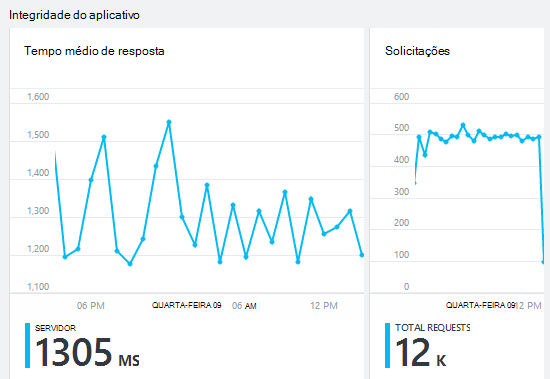 Integridade do aplicativo
Tempo médio de resposta
1,600
1,500
1,400
1,300
1,200
1,100
06 PM
QUARTA-FEIRA 09
06 AM
12 PM
SERVIDOR
1305 MS
Solicitações
600
500
400
300
200
100
0
QUARTA-FEIRA 09
12 PM
TOTAL REQUESTS
12 K